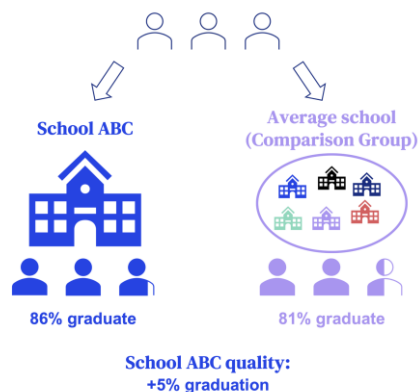 School ABC
Average school
(Comparison Group)
86% graduate
81% graduate
School ABC quality:
+5% graduation